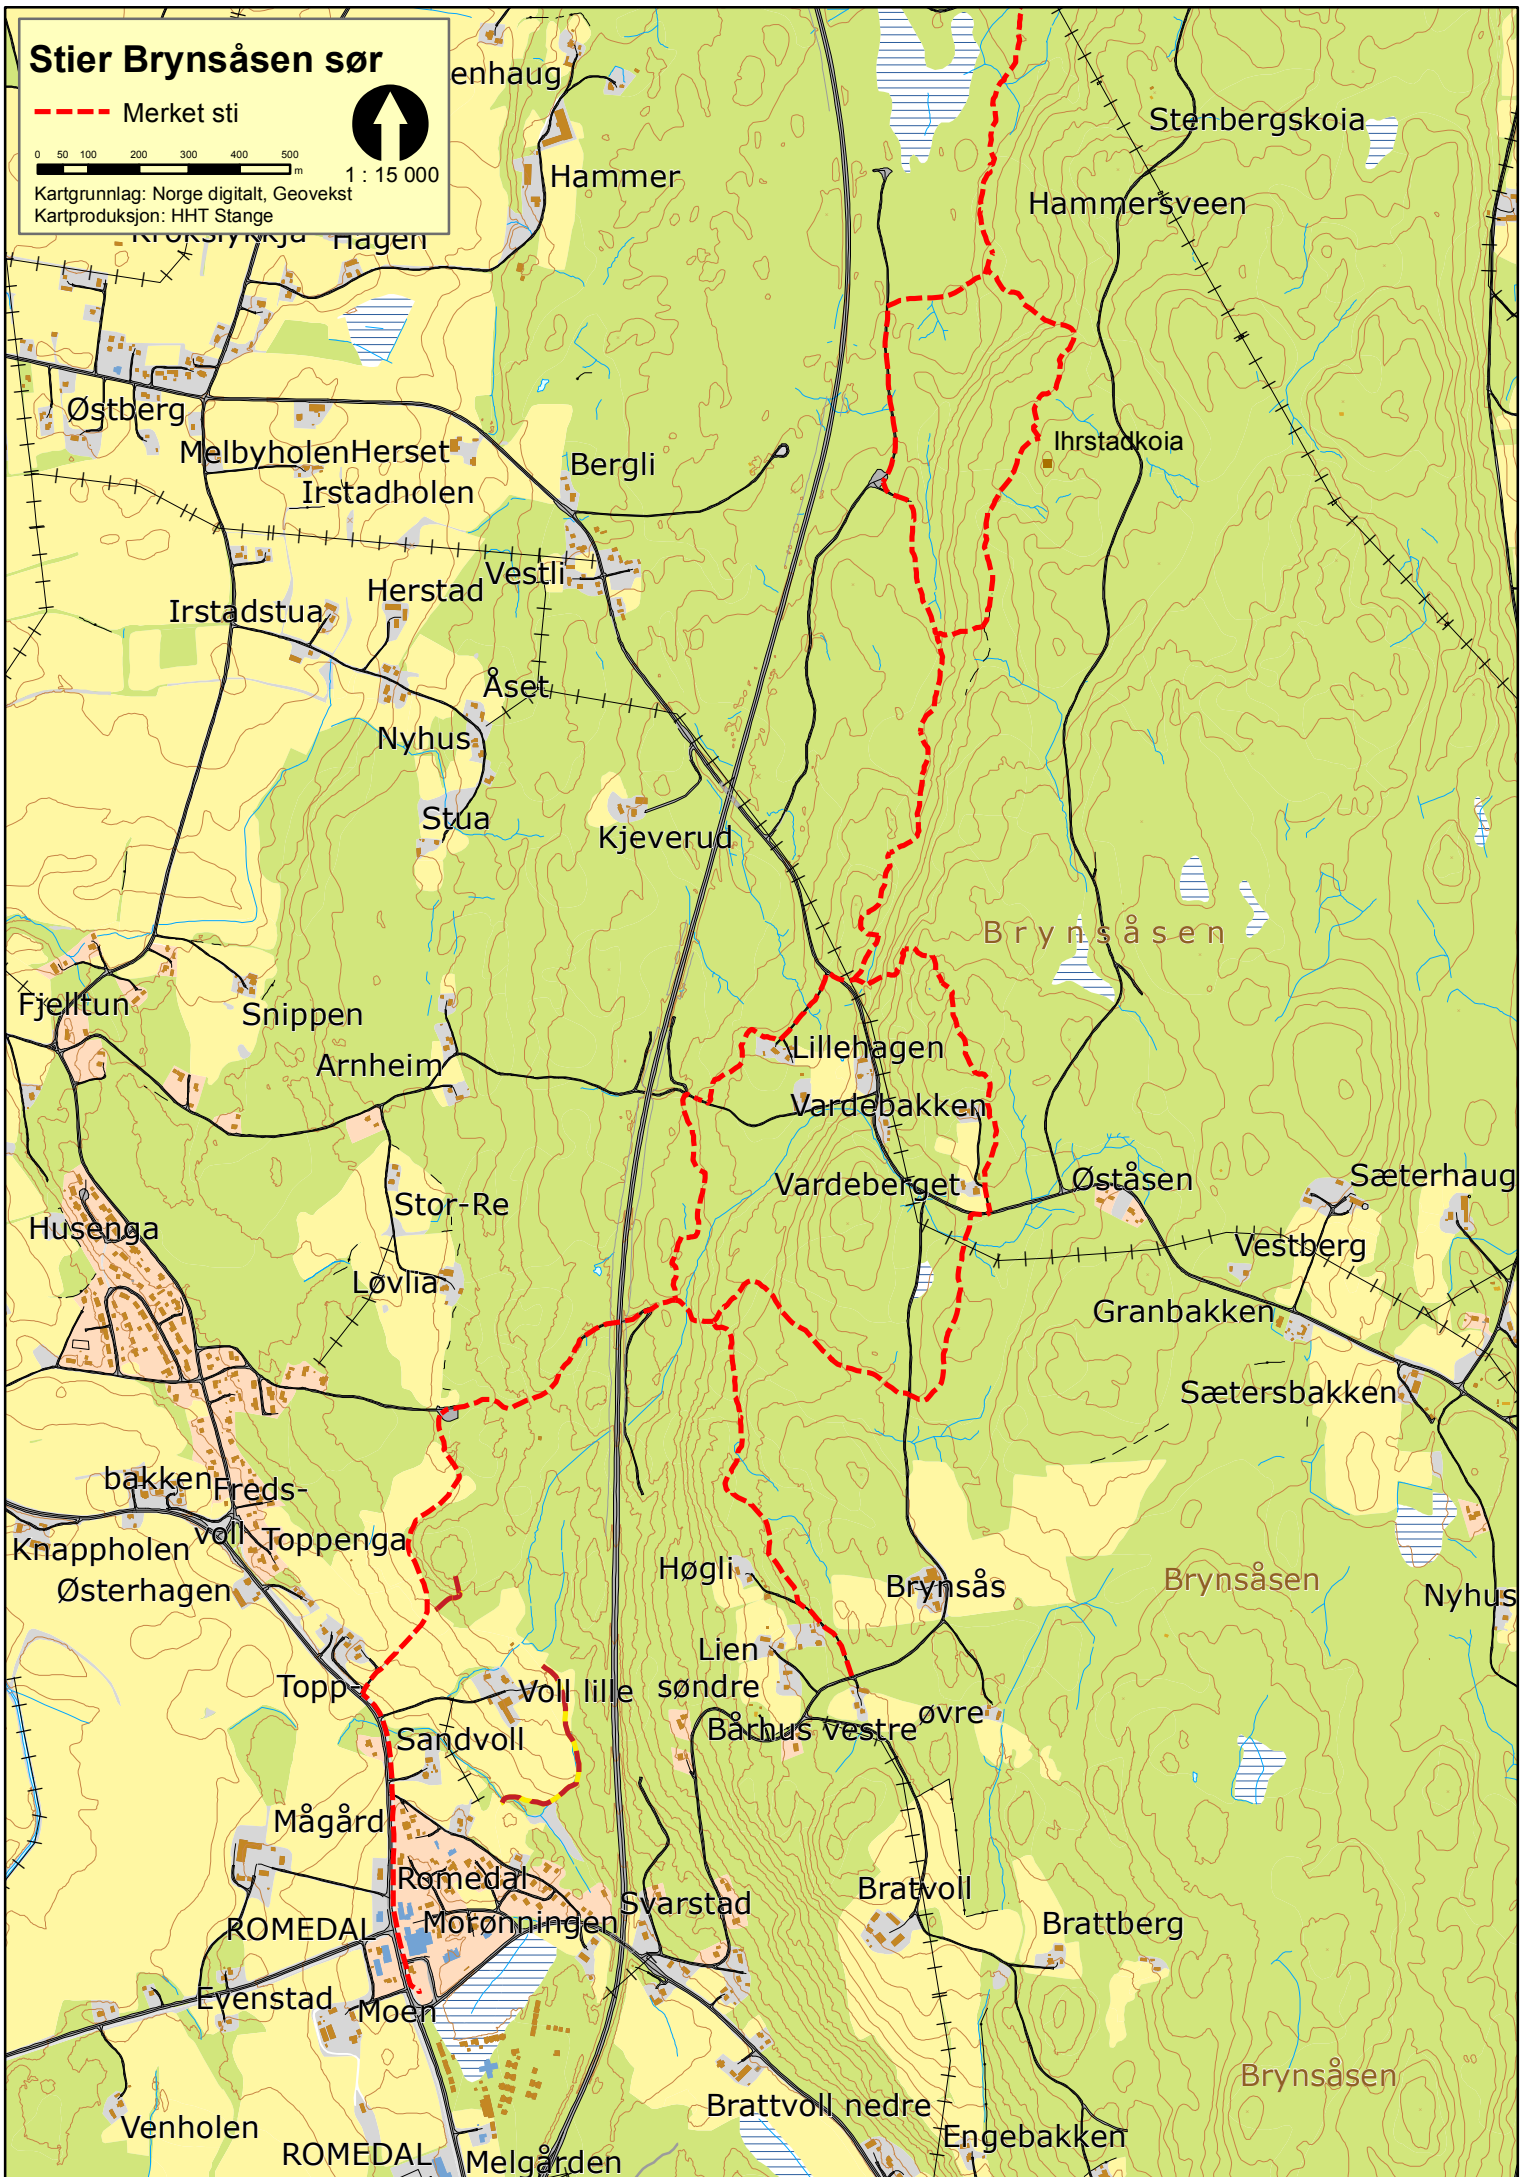 Stier Brynsåsen sør
Merket sti
0 50 100 200 300 400 500
m
1 : 15 000
Kartgrunnlag: Norge digitalt, Geovekst
Kartproduksjon: HHT Stange
enhaug
Stenbergskoia
Hammer
Hammersveen
Krokslykkja
Hagen
Østberg
Melbyholen
Herset
Ihrstadkoia
Bergli
Irstadholen
Vestli
Herstad
Irstadstua
Åset
Nyhus
Stua
Kjeverud
Brynsåsen
Fjelltun
Snippen
Lillehagen
Arnheim
Vardebakken
Vardeberget
Øståsen
Sæterhaug
Stor-Re
Husenga
Vestberg
Løvlia
Granbakken
Sætersbakken
bakken
Freds-
voll
Toppenga
Knappholen
Høgli
Brynsås
Brynsåsen
Østerhagen
Nyhus
Lien
Topp-
Voll lille
søndre
Bårhus vestre
øvre
Sandvoll
Mågård
Romedal
Bratvoll
Svarstad
Morønningen
ROMEDAL
Brattberg
Evenstad
Moen
Brynsåsen
Brattvoll nedre
Venholen
Engebakken
ROMEDAL
Melgården